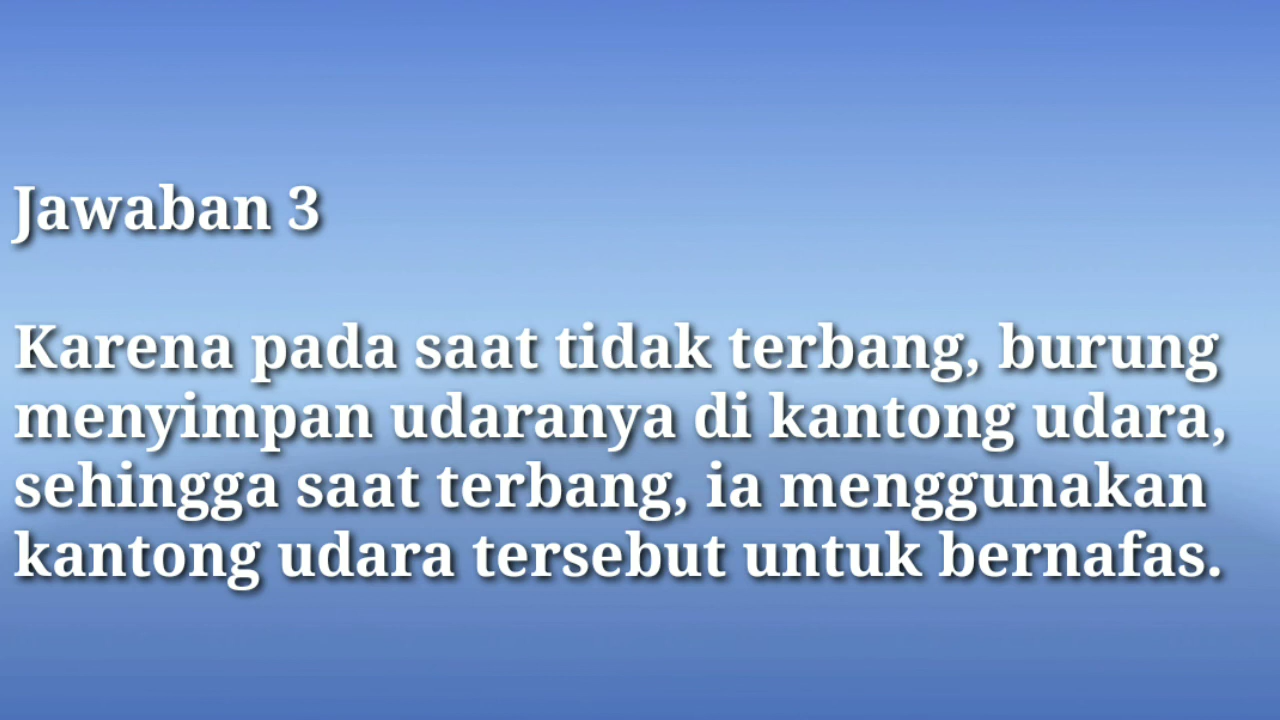 Jawaban 3
Karena pada saat tidak terbang, burung
menyimpan udaranya di kantong udara,
sehingga saat terbang, ia menggunakan
kantong udara tersebut untuk bernafas.